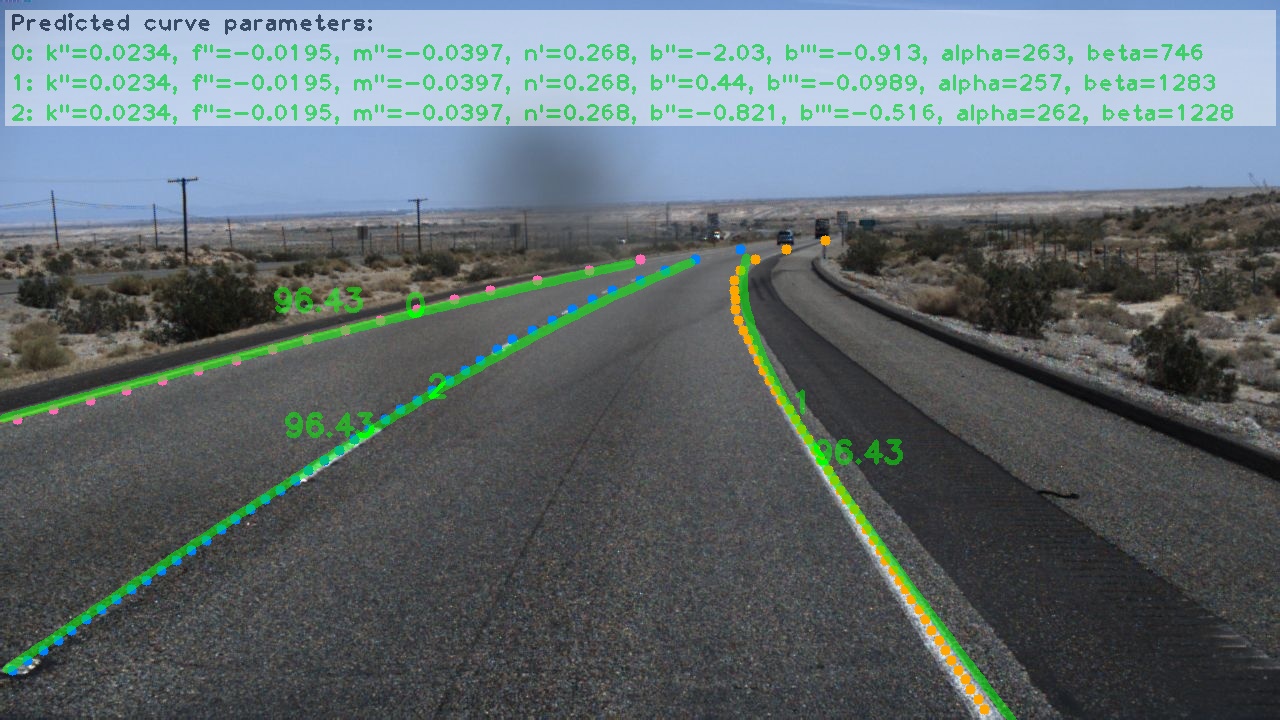 Predicted curve parameters:
0: k"=0.0234, f"=-0.0195, m"=-0.0397, n'=0.268, b"=-2.03, b'''=-0.913, alpha=263, beta=746
1: k"=0.0234, f"=-0.0195, m"=-0.0397, n'=0.268, b"=0.44, b'''=-0.0989, alpha=257, beta=1283
2: k"=0.0234, f"=-0.0195, m"=-0.0397, n'=0.268, b"=-0.821, b'''=-0.516, alpha=262, beta=1228
96.43 0
2
1
96.43
96.43